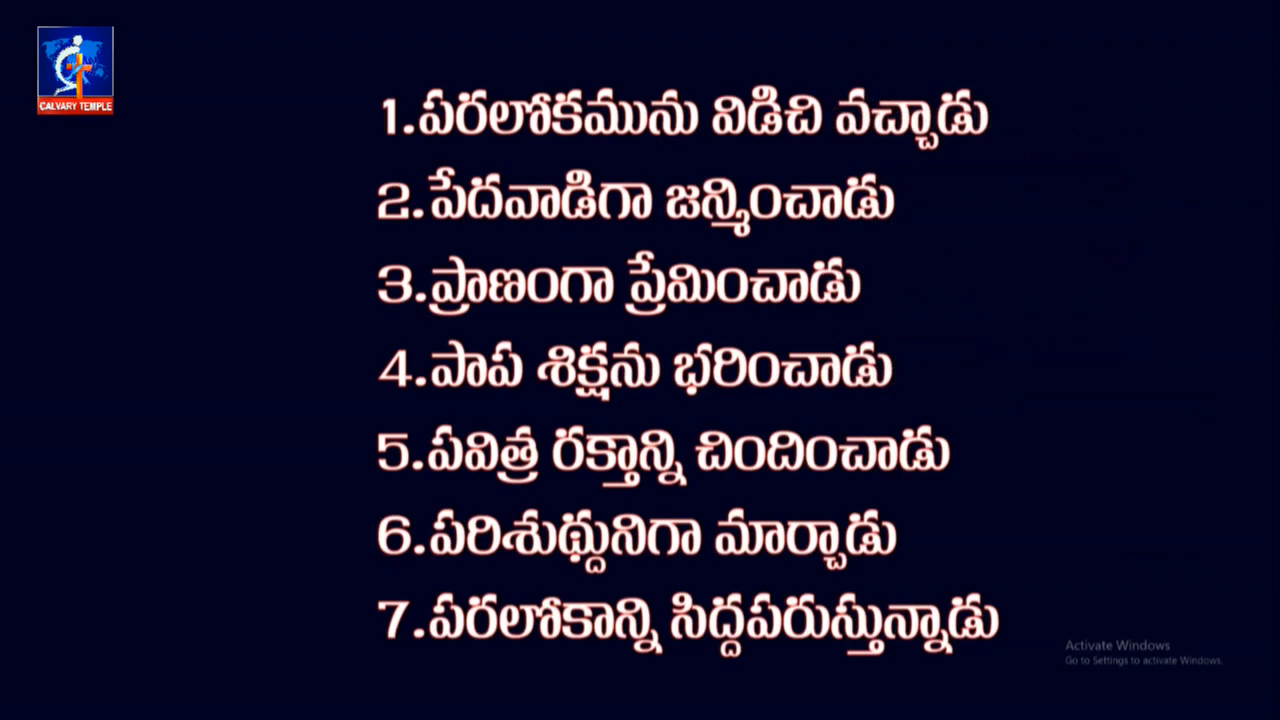 CALVARY TEMPLE
1.పరలోకమును విడిచి వచ్చాడు
2.పేదవాడిగా జన్మించాడు
3.ప్రాణంగా ప్రేమించాడు
4.పాప శిక్షను భరించాడు
5.పవిత్ర రక్తాన్ని చిందించాడు
6.పరిశుధ్దునిగా మార్చాడు
7.పరలోకాన్ని సిద్దపరుస్తున్నాడు
Activate Windows
Go to Settings to activate Windows.